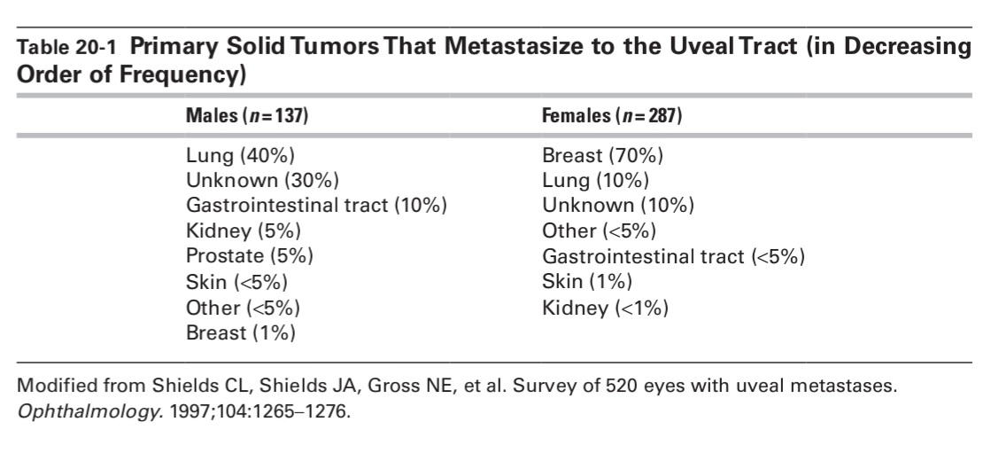 Table 20-1 Primary Solid Tumors That Metastasize to the Uveal Tract (in Decreasing
Order of Frequency)
Males (n=137) Females (n=287)
Lung (40%) Breast (70%)
Unknown (30%) Lung (10%)
Gastrointestinal tract (10%) Unknown (10%)
Kidney (5%) Other (<5%)
Prostate (5%) Gastrointestinal tract (<5%)
Skin (<5%) Skin (1%)
Other (<5%) Kidney (<1%)
Breast (1%)
Modified from Shields CL, Shields JA, Gross NE, et al. Survey of 520 eyes with uveal metastases.
Ophthalmology. 1997;104:1265–1276.